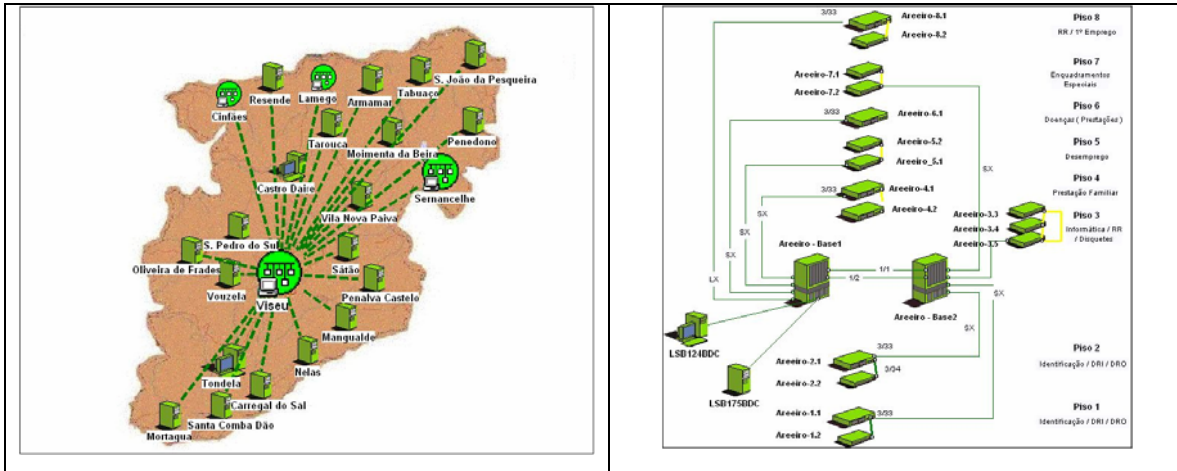 S. João da Pesqueira
Tabuaço
Armamar
Lamego
Resende
Cinfães
Tarouca
Moimenta da Beira
Penedono
Castro Daire
Sernancelhe
Vila Nova Paiva
S. Pedro do Sul
Oliveira de Frades
Sátão
Vouzela
Penalva Castelo
Viseu
Mangualde
Nelas
Tondela
Carregal do Sal
Santa Comba Dão
Mortagua
3/33
Areeiro-8.1
Areeiro-8.2
Piso 8
RR / 1º Emprego
Areeiro-7.1
Areeiro-7.2
Piso 7
Enquadramentos
Especiais
3/33
Areeiro-6.1
Piso 6
Doenças ( Prestações )
Areeiro-5.2
Areeiro_5.1
Piso 5
Desemprego
SX
3/33
Areeiro-4.1
Areeiro-4.2
Piso 4
Prestação Familiar
Areeiro-3.3
Areeiro-3.4
Areeiro-3.5
Piso 3
Informática / RR
/ Disquetes
SX
SX
SX
LX
Areeiro - Base1
1/1
1/2
Areeiro - Base2
SX
SX
LSB124BDC
LSB175BDC
Areeiro-2.1
3/33
3/34
Areeiro-2.2
Piso 2
Identificação / DRI / DRO
Areeiro-1.1
3/33
Areeiro-1.2
Piso 1
Identificação / DRI / DRO